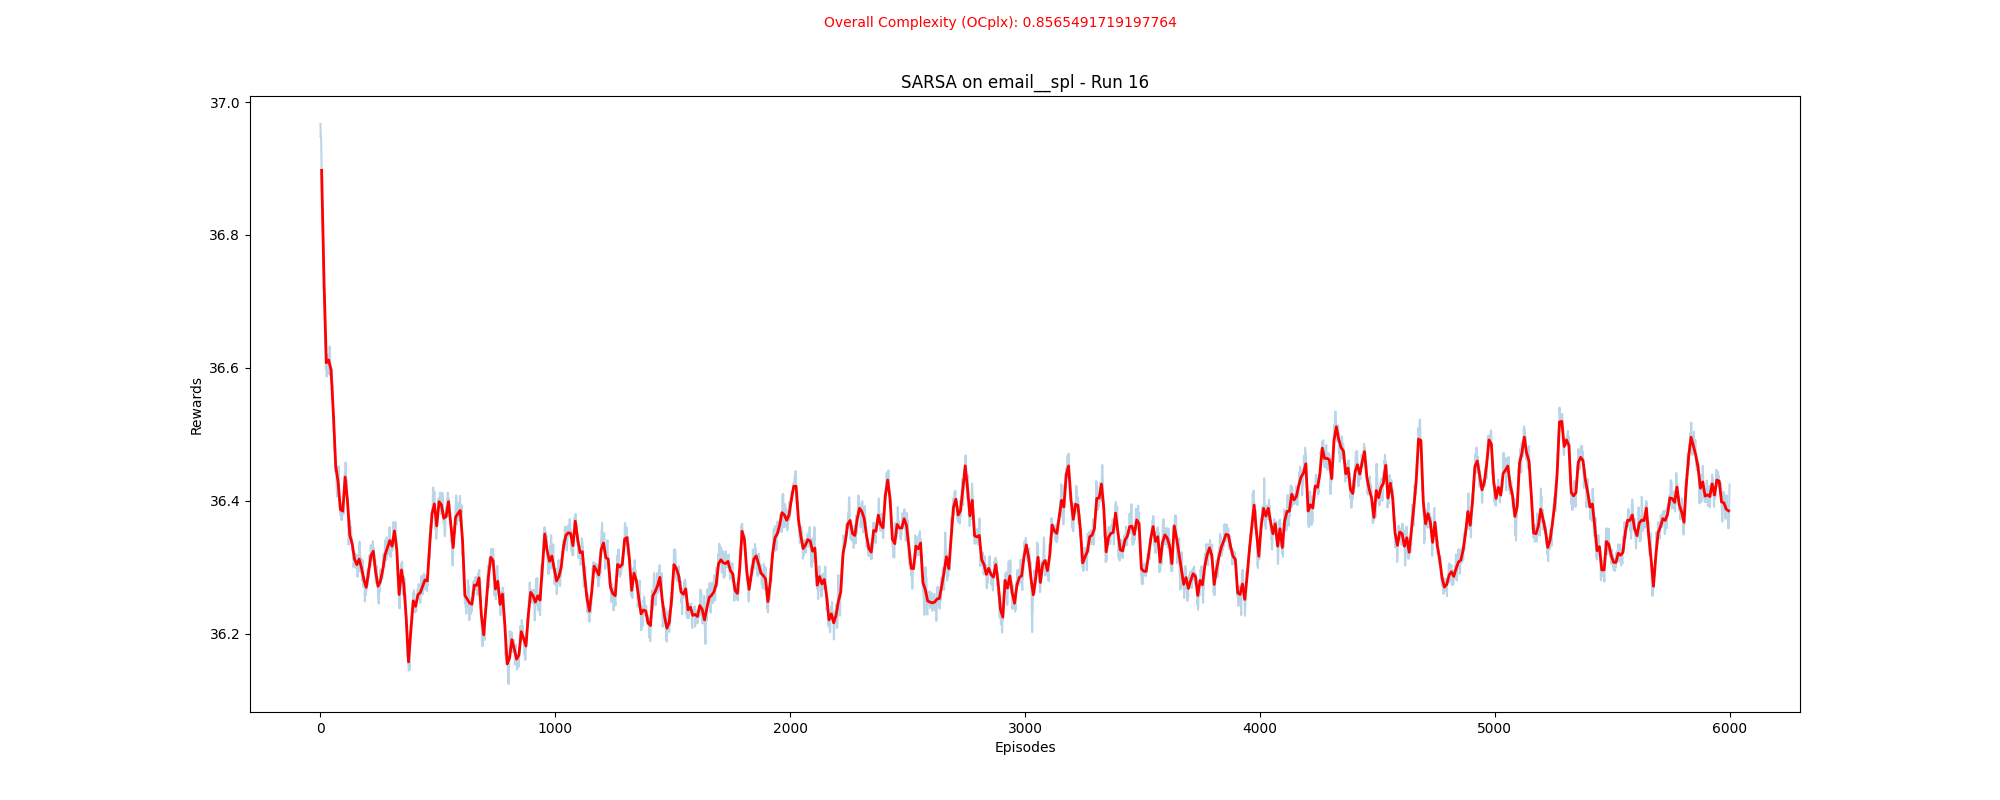 Overall Complexity (OCplx): 0.8565491719197764
SARSA on email__spl - Run 16
37.0
36.8
36.6
36.4
36.2
Rewards
0 1000 2000 3000 4000 5000 6000
Episodes